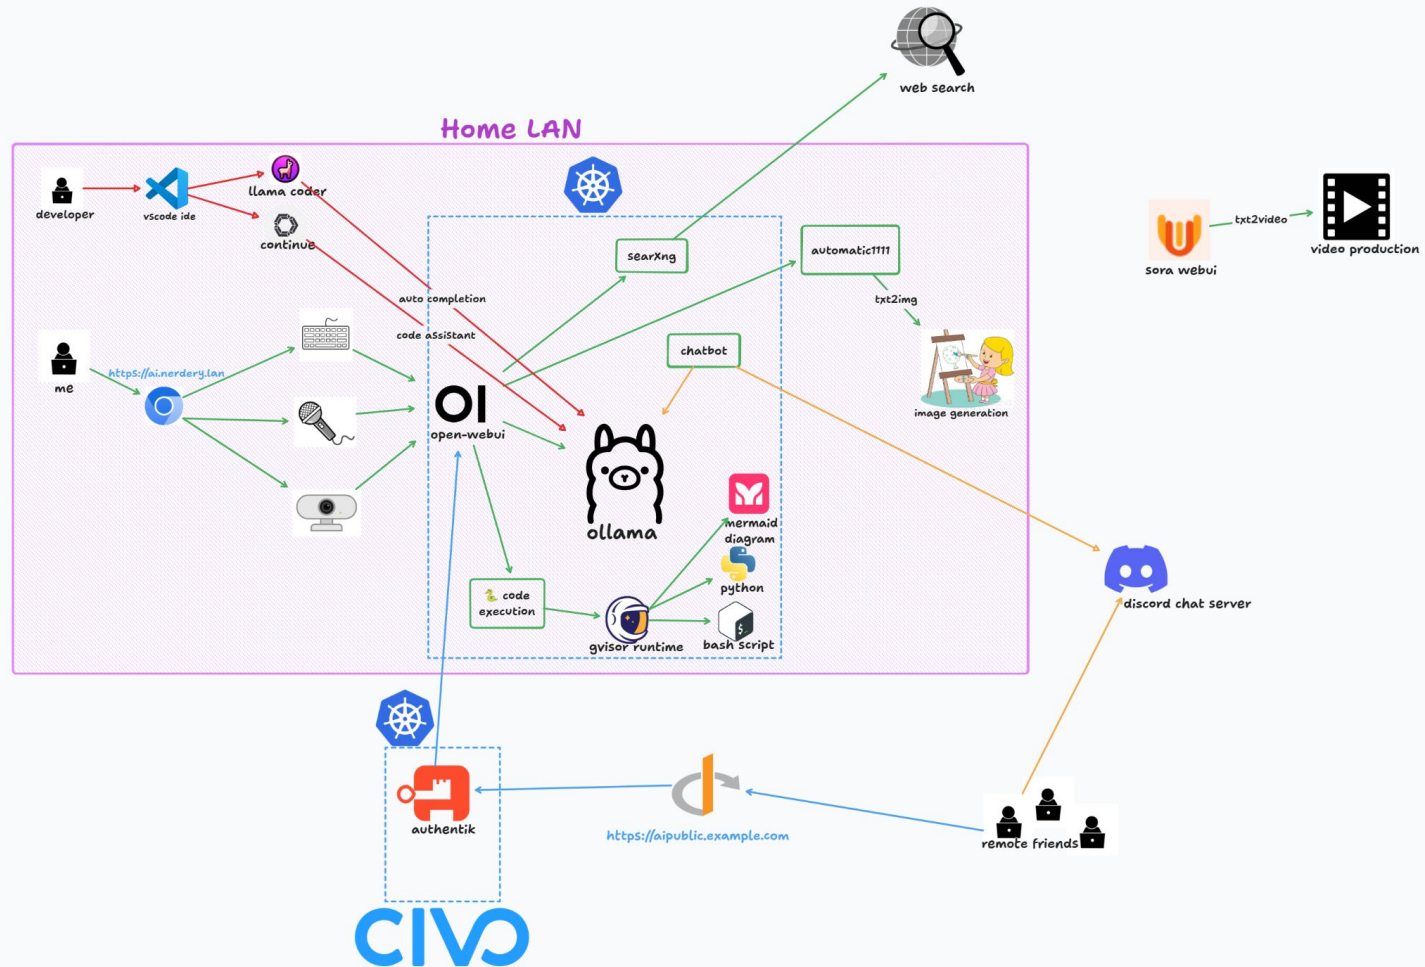 web search
Home LAN
developer
vscode ide
llama coder
continue
searXng
automatic1111
txt2video
sora webui
video production
auto completion
txt2img
code assistant
chatbot
me
https://ai.nerdery.lan
image generation
OI
open-webui
ollama
mermaid
diagram
python
🐍 code
execution
$
gvisor runtime
bash script
discord chat server
authentik
https://aipublic.example.com
remote friends
CIVO